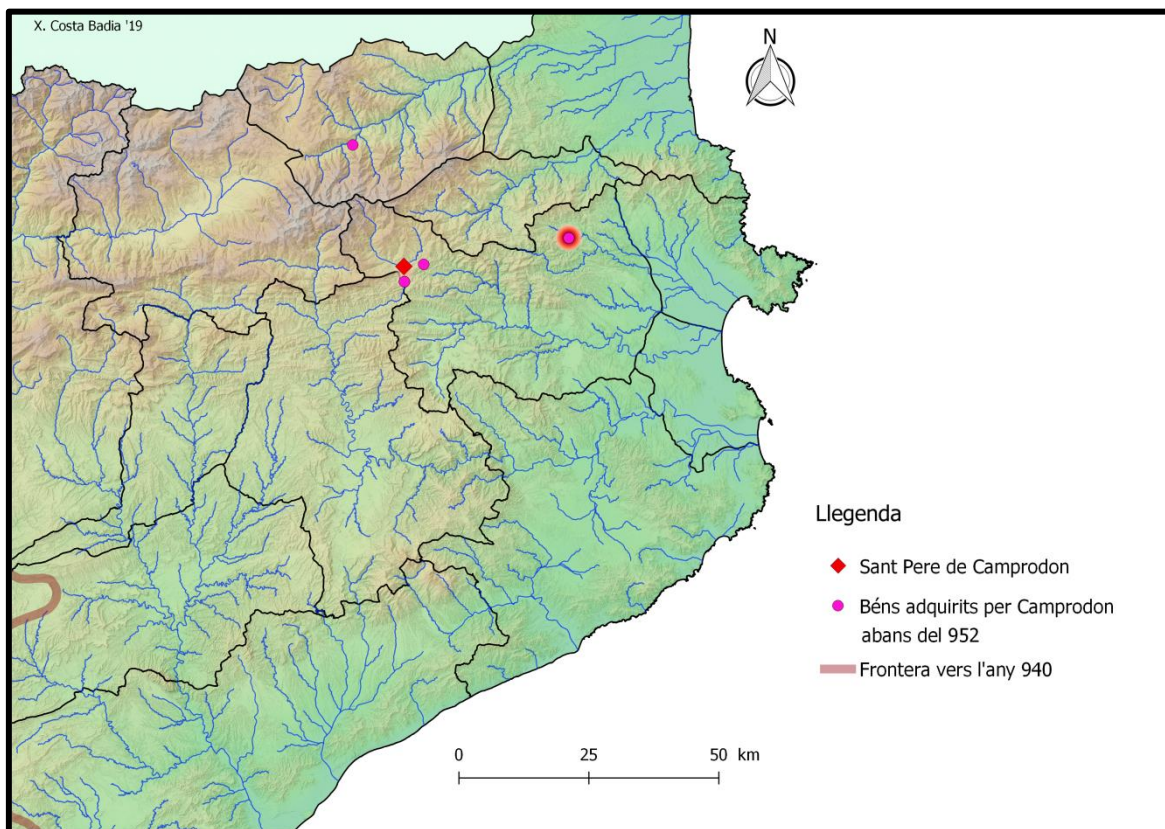 X. Costa Badia '19
N
Llegenda
Sant Pere de Camprodon
Béns adquirits per Camprodon
abans del 952
Frontera vers l'any 940
0 25 50 km